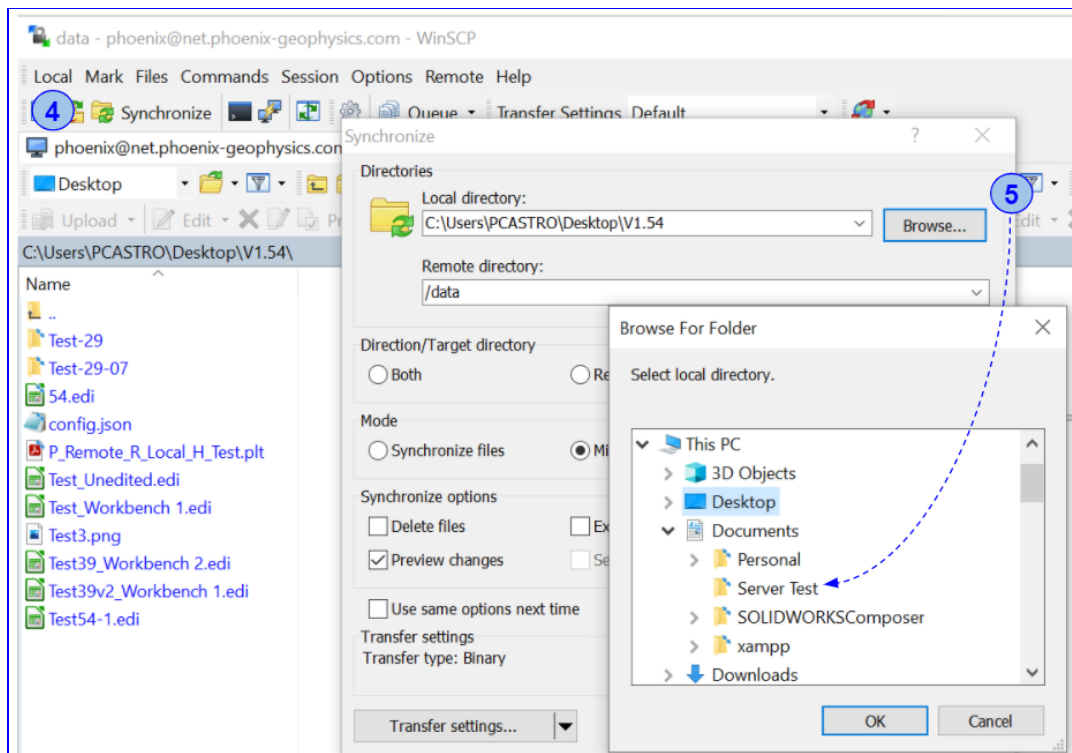 data - phoenix@net.phoenix-geophysics.com - WinSCP
Local Mark Files Commands Session Options Remote Help
4
Synchronize
Queue
Transfer Settings Default
phoenix@net.phoenix-geophysics.com
Desktop
Upload
Edit
C:\Users\PCASTRO\Desktop\V1.54\
Name
..
Test-29
Test-29-07
54.edi
config.json
P_Remote_R_Local_H_Test.plt
Test_Unedited.edi
Test_Workbench 1.edi
Test3.png
Test39_Workbench 2.edi
Test39v2_Workbench 1.edi
Test54-1.edi
Synchronize
?
Directories
Local directory:
C:\Users\PCASTRO\Desktop\V1.54
Browse...
5
Remote directory:
/data
Direction/Target directory
Both
Mode
Synchronize files
Synchronize options
Delete files
Preview changes
Use same options next time
Transfer settings
Transfer type: Binary
Transfer settings...
Browse For Folder
Select local directory.
This PC
3D Objects
Desktop
Documents
Personal
Server Test
SOLIDWORKSComposer
xampp
Downloads
OK
Cancel